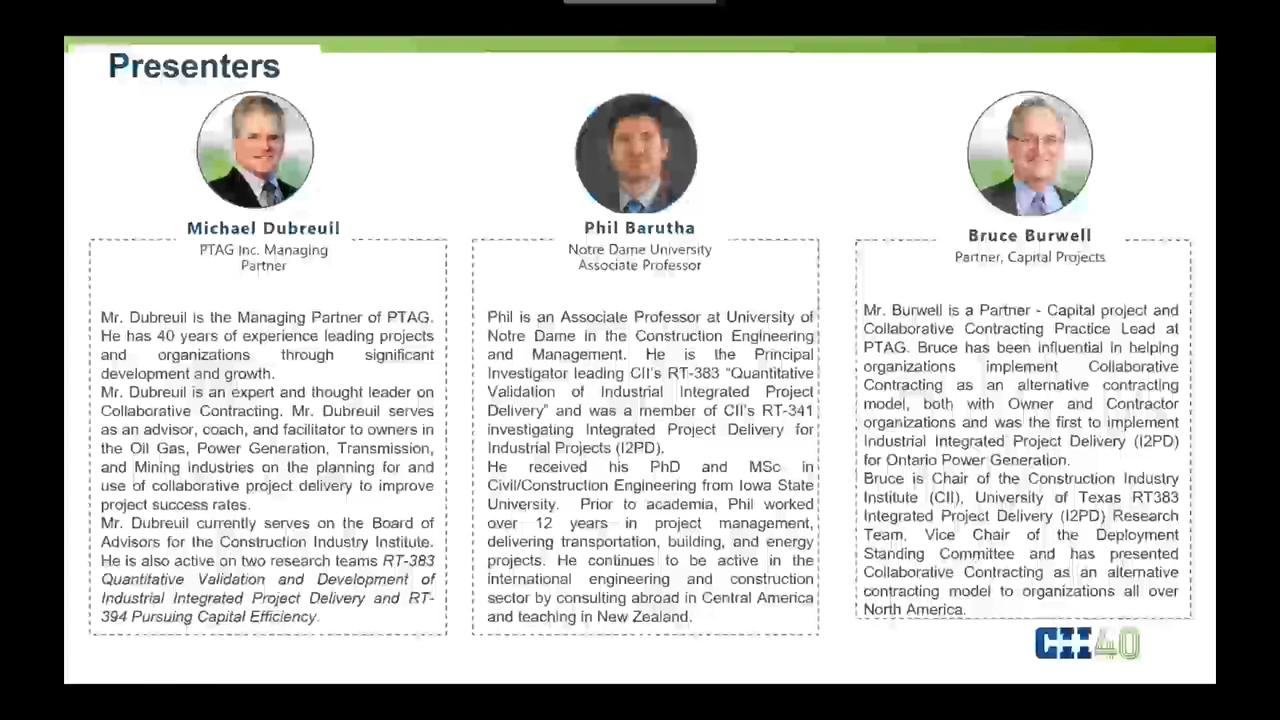 Presenters
Michael Dubreuil
PTAG Inc. Managing
Partner
Mr. Dubreuil is the Managing Partner of PTAG.
He has 40 years of experience leading projects
and organizations through significant
development and growth.
Mr. Dubreuil is an expert and thought leader on
Collaborative Contracting. Mr. Dubreuil serves
as an advisor, coach, and facilitator to owners in
the Oil Gas, Power Generation, Transmission,
and Mining industries on the planning for and
use of collaborative project delivery to improve
project success rates.
Mr. Dubreuil currently serves on the Board of
Advisors for the Construction Industry Institute.
He is also active on two research teams RT-383
Quantitative Validation and Development of
Industrial Integrated Project Delivery and RT-
394 Pursuing Capital Efficiency.
Phil Barutha
Notre Dame University
Associate Professor
Phil is an Associate Professor at University of
Notre Dame in the Construction Engineering
and Management. He is the Principal
Investigator leading CII's RT-383 "Quantitative
Validation of Industrial Integrated Project
Delivery" and was a member of CII's RT-341
investigating Integrated Project Delivery for
Industrial Projects (I2PD).
He received his PhD and MSc in
Civil/Construction Engineering from Iowa State
University. Prior to academia, Phil worked
over 12 years in project management,
delivering transportation, building, and energy
projects. He continues to be active in the
international engineering and construction
sector by consulting abroad in Central America
and teaching in New Zealand.
Bruce Burwell
Partner, Capital Projects
Mr. Burwell is a Partner - Capital project and
Collaborative Contracting Practice Lead at
PTAG. Bruce has been influential in helping
organizations implement Collaborative
Contracting as an alternative contracting
model, both with Owner and Contractor
organizations and was the first to implement
Industrial Integrated Project Delivery (I2PD)
for Ontario Power Generation.
Bruce is Chair of the Construction Industry
Institute (CII), University of Texas RT383
Integrated Project Delivery (I2PD) Research
Team, Vice Chair of the Deployment
Standing Committee and has presented
Collaborative Contracting as an alternative
contracting model to organizations all over
North America.
CII40